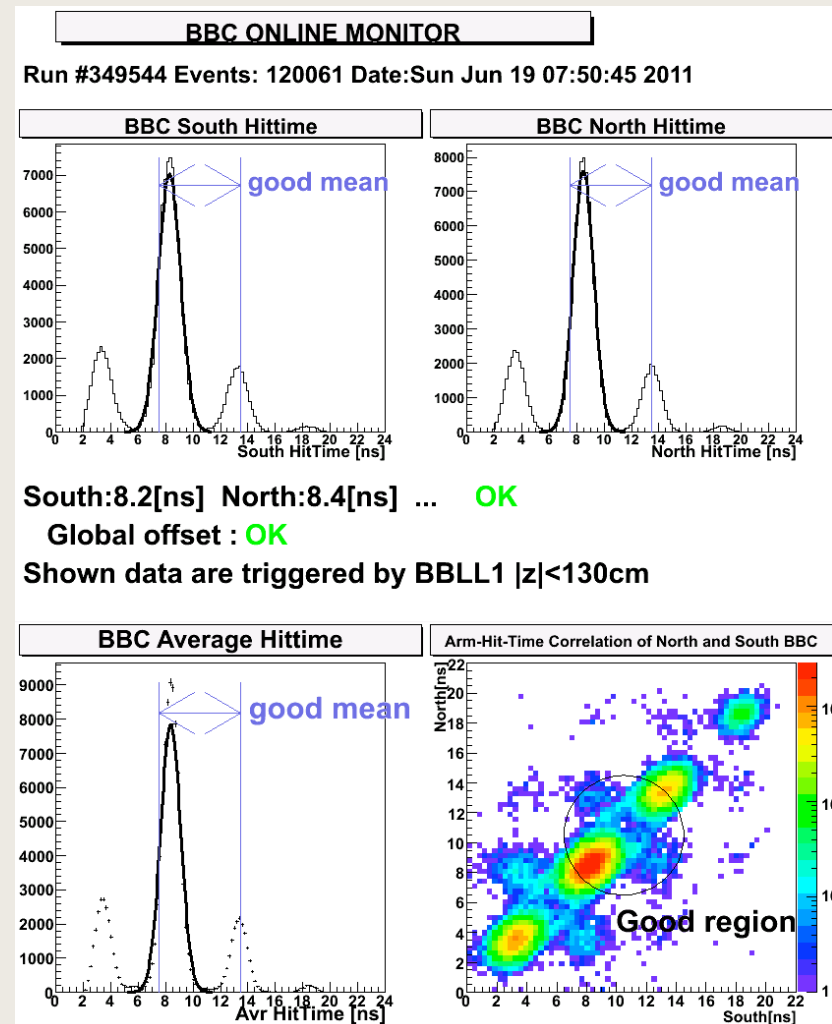 BBC ONLINE MONITOR
Run #349544 Events: 120061 Date:Sun Jun 19 07:50:45 2011
BBC South Hittime
7000
6000
5000
4000
3000
2000
1000
0
good mean
0 2 4 6 8 10 12 14 16 18 20 22 24
South HitTime [ns]
BBC North Hittime
8000
7000
6000
5000
4000
3000
2000
1000
0
good mean
0 2 4 6 8 10 12 14 16 18 20 22 24
North HitTime [ns]
South:8.2[ns] North:8.4[ns] ... OK
Global offset : OK
Shown data are triggered by BBLL1 |z|<130cm
BBC Average Hittime
9000
8000
7000
6000
5000
4000
3000
2000
1000
0
good mean
0 2 4 6 8 10 12 14 16 18 20 22 24
Avr HitTime [ns]
Arm-Hit-Time Correlation of North and South BBC
North[ns]
22
20
18
16
14
12
10
8
6
4
2
0
Good region
0 2 4 6 8 10 12 14 16 18 20 22
South[ns]
10
10
10
1